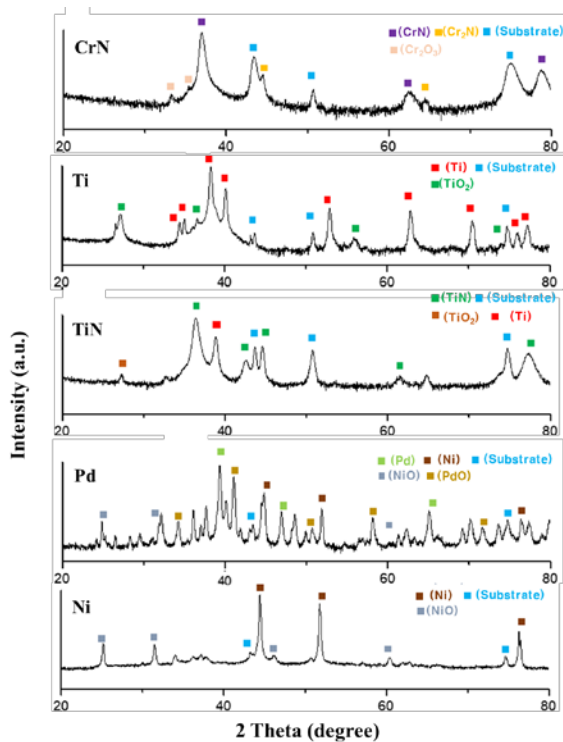 CrN
(CrN) (Cr₂N) (Substrate)
(Cr₂O₃)
20 40 60 80
Ti
(Ti) (Substrate)
(TiO₂)
20 40 60 80
TiN
(TiN) (Substrate)
(TiO₂) (Ti)
20 40 60 80
Pd
(Pd) (Ni) (Substrate)
(NiO) (PdO)
20 40 60 80
Ni
(Ni) (Substrate)
(NiO)
20 40 60 80
Intensity (a.u.)
2 Theta (degree)